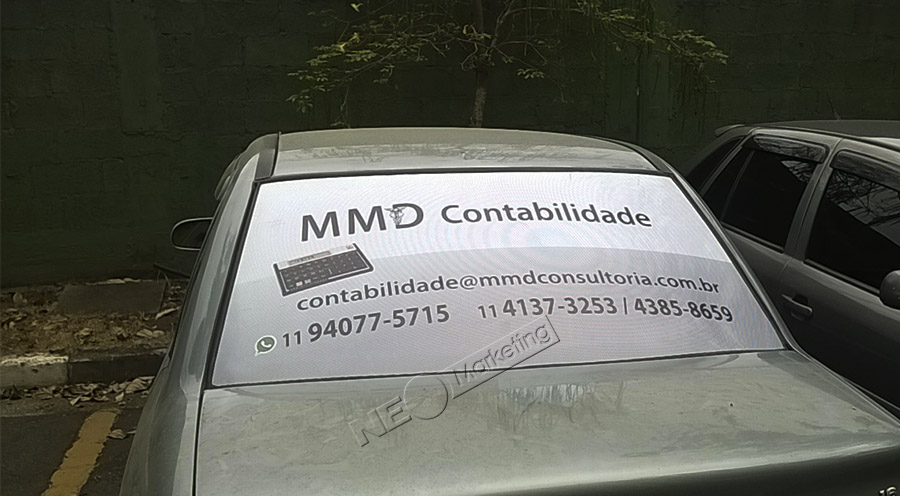 MMD Contabilidade
contabilidade@mmdconsultoria.com.br
11 94077-5715 11 4137-3253 / 4385-8659
NEO Marketing